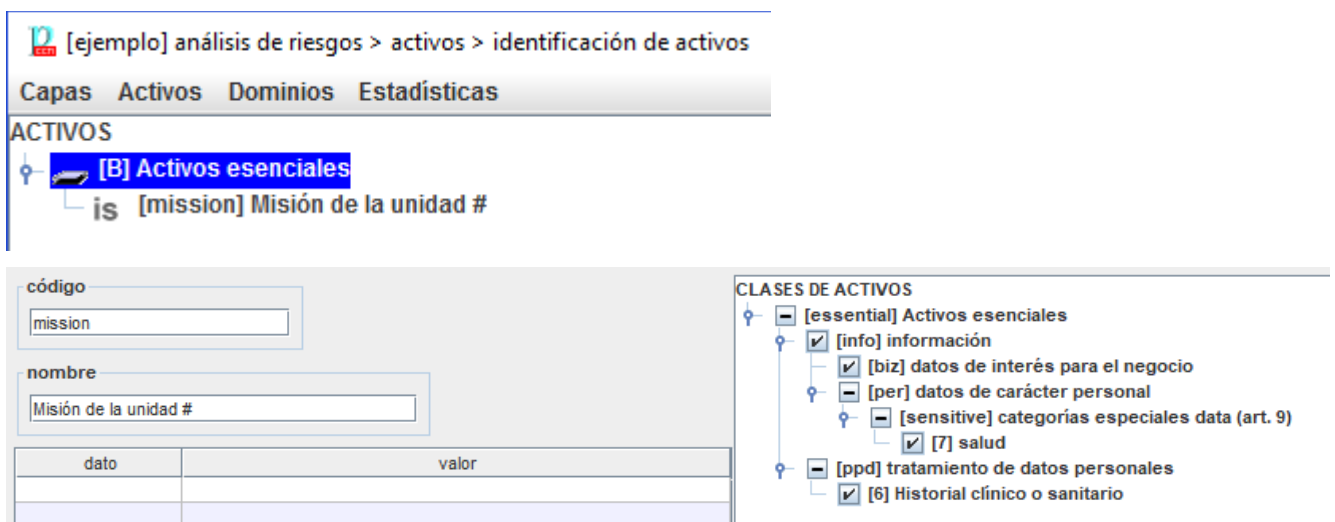 [ejemplo] análisis de riesgos > activos > identificación de activos
Capas Activos Dominios Estadísticas
ACTIVOS
[B] Activos esenciales
is [mission] Misión de la unidad #
código
mission
nombre
Misión de la unidad #
dato valor
CLASES DE ACTIVOS
[essential] Activos esenciales
[info] información
[biz] datos de interés para el negocio
[per] datos de carácter personal
[sensitive] categorías especiales data (art. 9)
[7] salud
[ppd] tratamiento de datos personales
[6] Historial clínico o sanitario